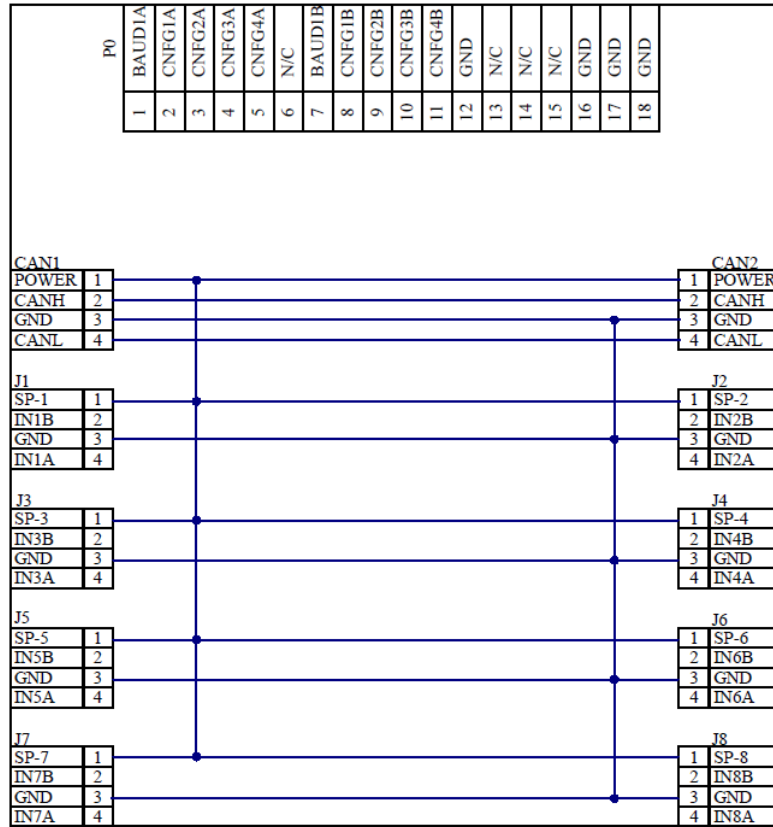 P0
1 BAUD1A
2 CNFG1A
3 CNFG2A
4 CNFG3A
5 CNFG4A
6 N/C
7 BAUD1B
8 CNFG1B
9 CNFG2B
10 CNFG3B
11 CNFG4B
12 GND
13 N/C
14 N/C
15 N/C
16 GND
17 GND
18 GND
CAN1
POWER 1
CANH 2
GND 3
CANL 4
CAN2
1 POWER
2 CANH
3 GND
4 CANL
J1
SP-1 1
IN1B 2
GND 3
IN1A 4
J2
1 SP-2
2 IN2B
3 GND
4 IN2A
J3
SP-3 1
IN3B 2
GND 3
IN3A 4
J4
1 SP-4
2 IN4B
3 GND
4 IN4A
J5
SP-5 1
IN5B 2
GND 3
IN5A 4
J6
1 SP-6
2 IN6B
3 GND
4 IN6A
J7
SP-7 1
IN7B 2
GND 3
IN7A 4
J8
1 SP-8
2 IN8B
3 GND
4 IN8A